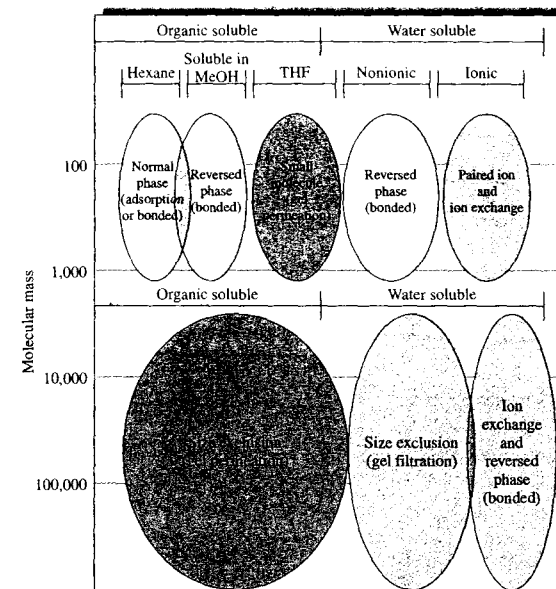 Organic soluble
Water soluble
Hexane
Soluble in
MeOH
THF
Nonionic
Ionic
100
Normal
phase
(adsorption
or bonded)
Reversed
phase
(bonded)
Small
molecule
Reversed
phase
(bonded)
Paired ion
and
ion exchange
1,000
Organic soluble
Water soluble
Molecular mass
10,000
Size exclusion
(gel filtration)
Ion
exchange
and
reversed
phase
(bonded)
100,000